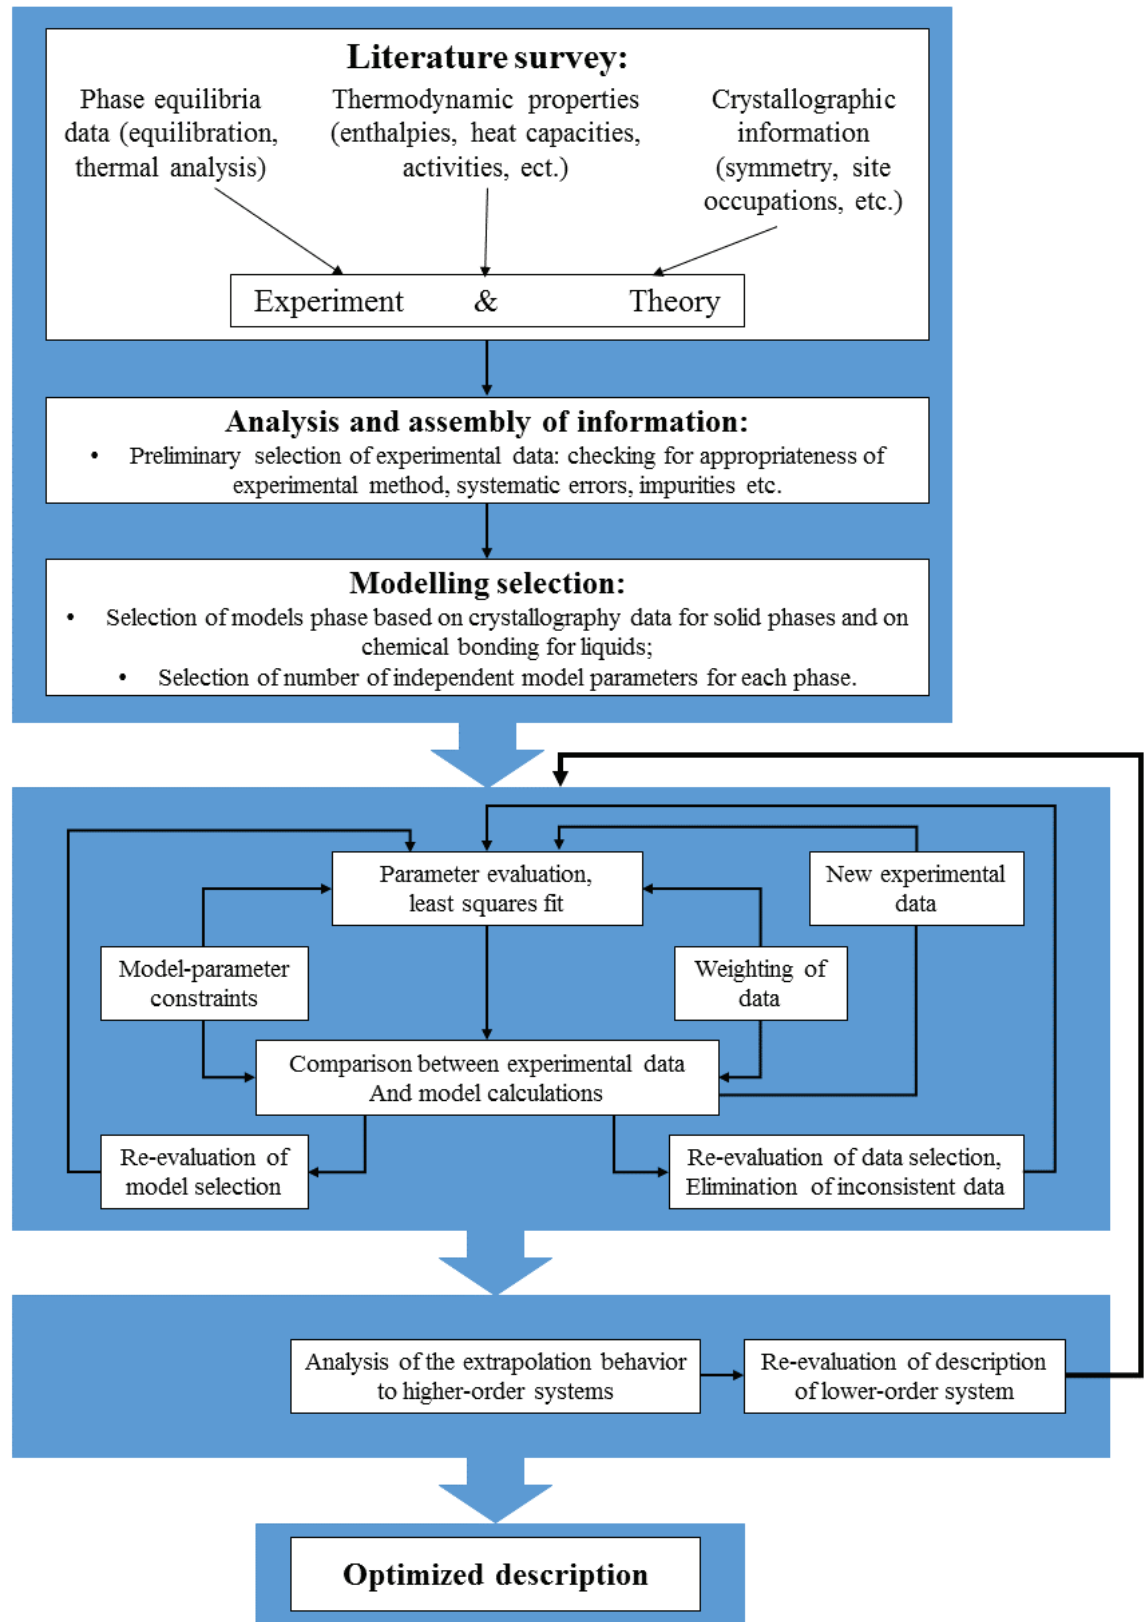 Literature survey:
Phase equilibria
data (equilibration,
thermal analysis)
Thermodynamic properties
(enthalpies, heat capacities,
activities, ect.)
Crystallographic
information
(symmetry, site
occupations, etc.)
Experiment & Theory
Analysis and assembly of information:
• Preliminary selection of experimental data: checking for appropriateness of
experimental method, systematic errors, impurities etc.
Modelling selection:
• Selection of models phase based on crystallography data for solid phases and on
chemical bonding for liquids;
• Selection of number of independent model parameters for each phase.
Parameter evaluation,
least squares fit
New experimental
data
Model-parameter
constraints
Weighting of
data
Comparison between experimental data
And model calculations
Re-evaluation of
model selection
Re-evaluation of data selection,
Elimination of inconsistent data
Analysis of the extrapolation behavior
to higher-order systems
Re-evaluation of description
of lower-order system
Optimized description